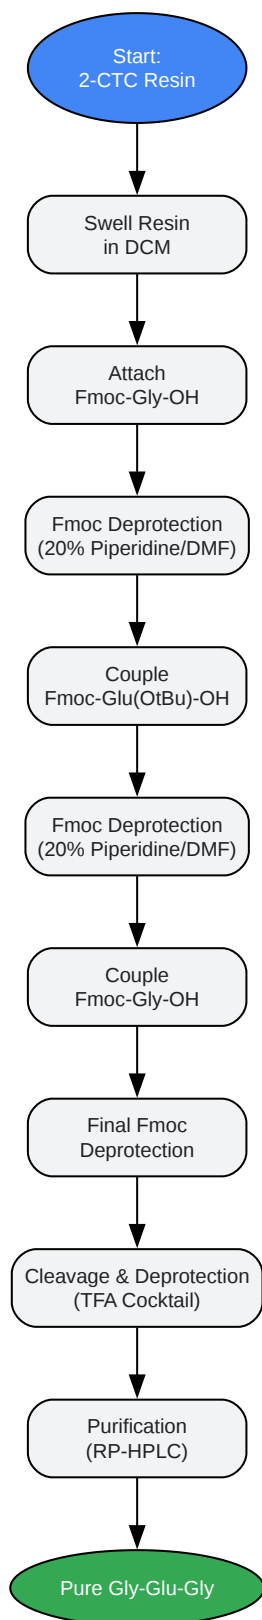 Start:
2-CTC Resin
Swell Resin
in DCM
Attach
Fmoc-Gly-OH
Fmoc Deprotection
(20% Piperidine/DMF)
Couple
Fmoc-Glu(OtBu)-OH
Fmoc Deprotection
(20% Piperidine/DMF)
Couple
Fmoc-Gly-OH
Final Fmoc
Deprotection
Cleavage & Deprotection
(TFA Cocktail)
Purification
(RP-HPLC)
Pure Gly-Glu-Gly